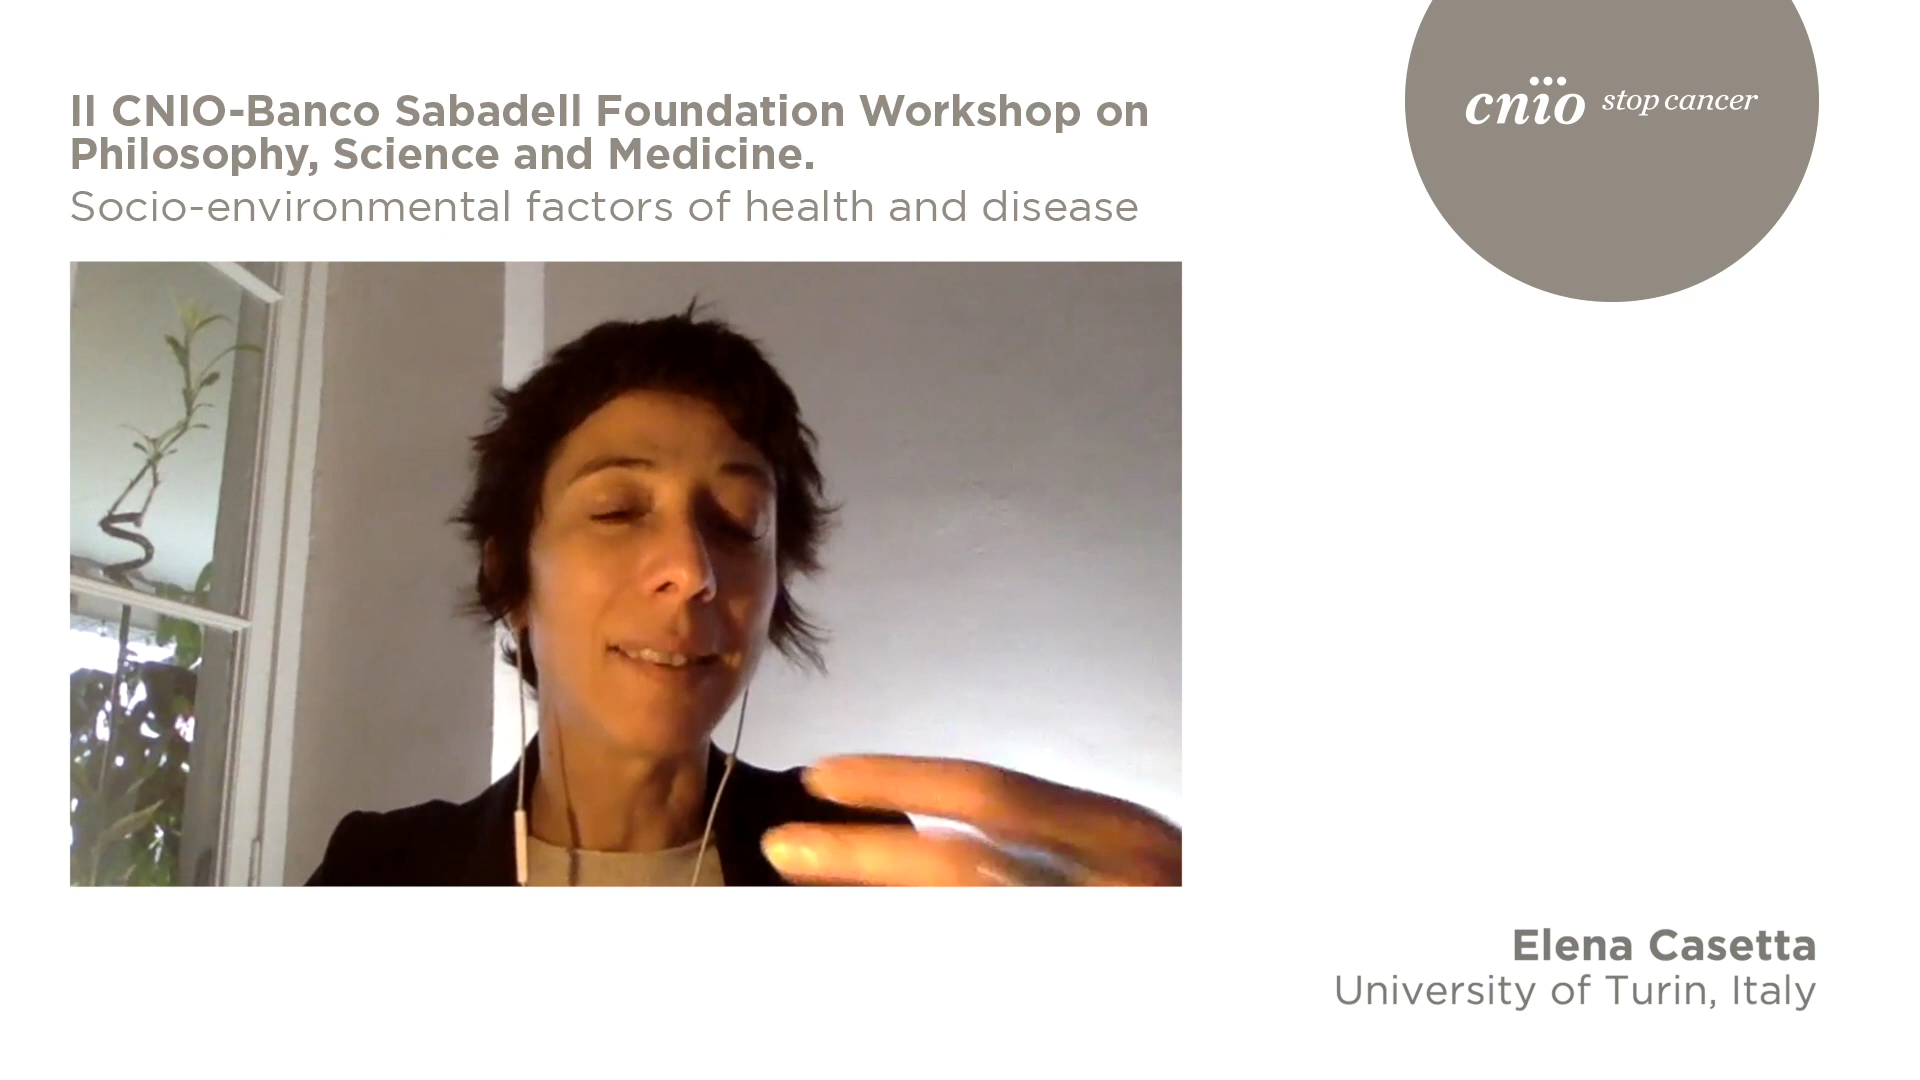 II CNIO-Banco Sabadell Foundation Workshop on
Philosophy, Science and Medicine.
Socio-environmental factors of health and disease
cnio stop cancer
Elena Casetta
University of Turin, Italy